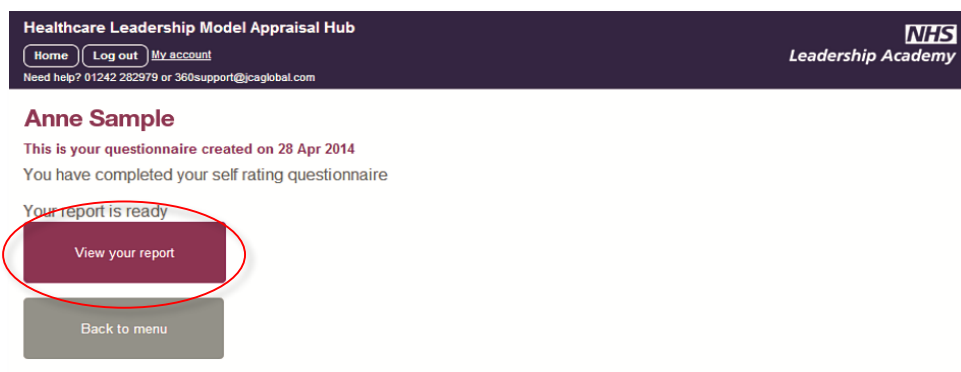 Healthcare Leadership Model Appraisal Hub
NHS
Home Log out My account
Leadership Academy
Need help? 01242 282979 or 360support@jcaglobal.com
Anne Sample
This is your questionnaire created on 28 Apr 2014
You have completed your self rating questionnaire
Your report is ready
View your report
Back to menu